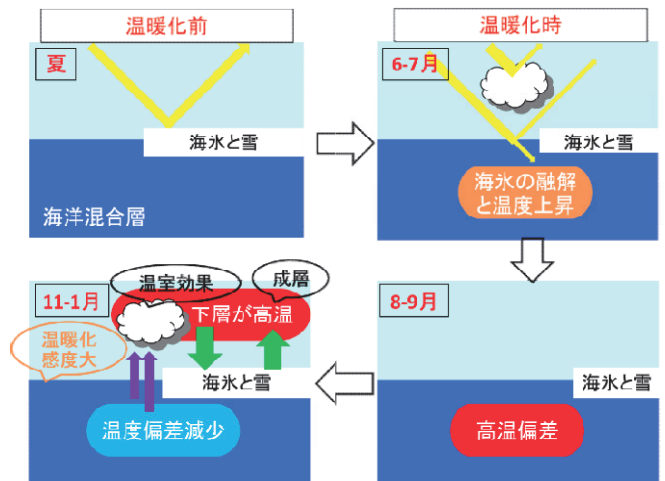 温暖化前
夏
海氷と雪
海洋混合層
温暖化時
6-7月
海氷と雪
海氷の融解
と温度上昇
8-9月
海氷と雪
高温偏差
11-1月
温室効果
成層
下層が高温
温暖化
感度大
海氷と雪
温度偏差減少